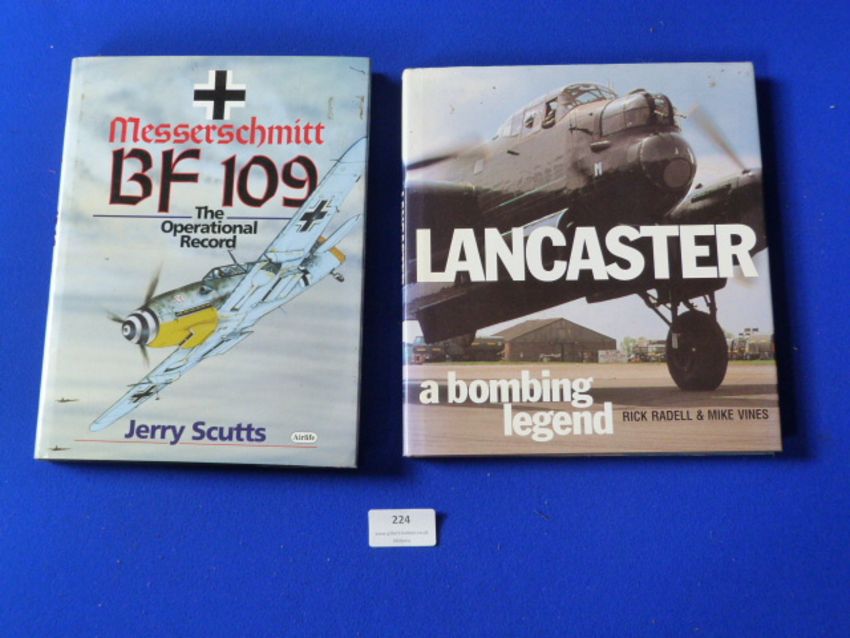 Messerschmitt
BF 109
The
Operational
Record
Jerry Scutts
Airlife
N
LANCASTER
a bombing
legend
RICK RADELL & MIKE VINES
224